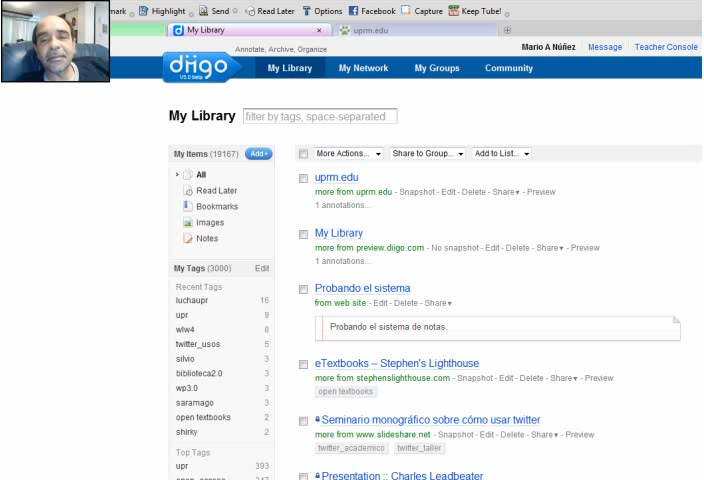 mark Highlight Send Read Later Options Facebook Capture Keep Tube!
My Library × uprm.edu
Annotate, Archive, Organize Mario A Núñez Message Teacher Console
diigo V5.0 beta My Library My Network My Groups Community
My Library filter by tags, space-separated
My Items (19167) Add More Actions... Share to Group... Add to List...
All
Read Later
Bookmarks
Images
Notes
My Tags (3000) Edit
Recent Tags
luchaupr 16
upr 9
wlw4 8
twitter_usos 5
silvio 3
biblioteca2.0 3
wp3.0 3
saramago 3
open textbooks 2
shirky 2
Top Tags
upr 393
open_access 347
uprm.edu
more from uprm.edu - Snapshot - Edit - Delete - Share - Preview
1 annotations...
My Library
more from preview.diigo.com - No snapshot - Edit - Delete - Share - Preview
1 annotations...
Probando el sistema
from web site - Edit - Delete - Share
Probando el sistema de notas.
eTextbooks – Stephen's Lighthouse
more from stephenslighthouse.com - Snapshot - Edit - Delete - Share - Preview
open textbooks
Seminario monográfico sobre cómo usar twitter
more from www.slideshare.net - Snapshot - Edit - Delete - Share - Preview
twitter_academico twitter_taller
Presentation :: Charles Leadbeater